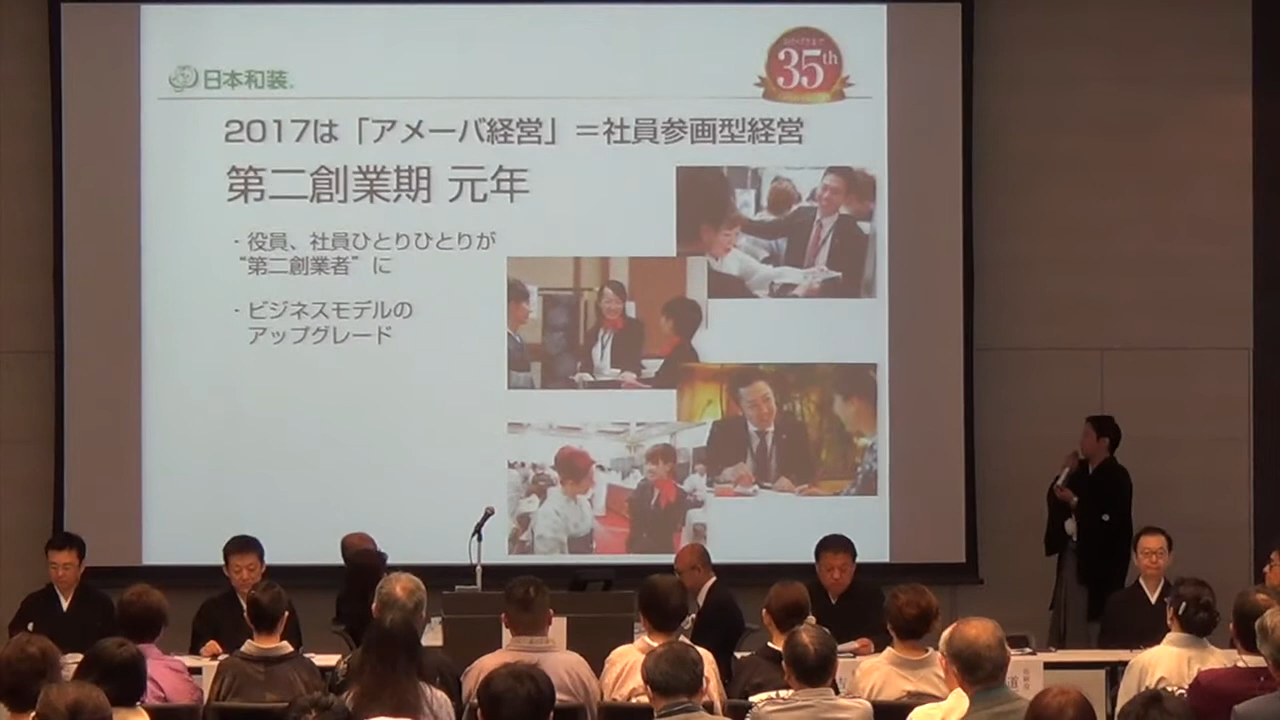 日本和装
35th
2017は「アメーバ経営」＝社員参画型経営
第二創業期 元年
・役員、社員ひとりひとりが
“第二創業者”に
・ビジネスモデルの
アップグレード
道